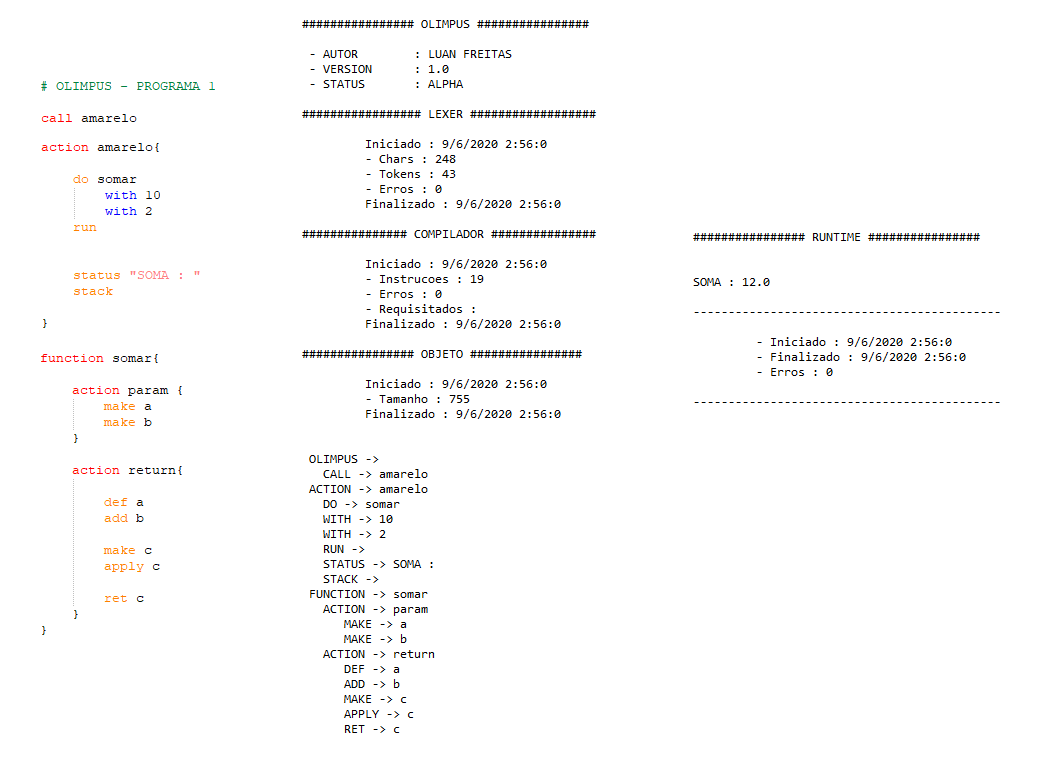 # OLIMPUS - PROGRAMA 1
call amarelo
action amarelo{
do somar
with 10
with 2
run
status "SOMA : "
stack
}
function somar{
action param {
make a
make b
}
action return{
def a
add b
make c
apply c
ret c
}
}
################ OLIMPUS ################
- AUTOR : LUAN FREITAS
- VERSION : 1.0
- STATUS : ALPHA
################# LEXER ##################
Iniciado : 9/6/2020 2:56:0
- Chars : 248
- Tokens : 43
- Erros : 0
Finalizado : 9/6/2020 2:56:0
############### COMPILADOR ###############
Iniciado : 9/6/2020 2:56:0
- Instrucoes : 19
- Erros : 0
- Requisitados :
Finalizado : 9/6/2020 2:56:0
################ OBJETO ################
Iniciado : 9/6/2020 2:56:0
- Tamanho : 755
Finalizado : 9/6/2020 2:56:0
OLIMPUS ->
CALL -> amarelo
ACTION -> amarelo
DO -> somar
WITH -> 10
WITH -> 2
RUN ->
STATUS -> SOMA :
STACK ->
FUNCTION -> somar
ACTION -> param
MAKE -> a
MAKE -> b
ACTION -> return
DEF -> a
ADD -> b
MAKE -> c
APPLY -> c
RET -> c
################ RUNTIME ################
SOMA : 12.0
--------------------------------------------
- Iniciado : 9/6/2020 2:56:0
- Finalizado : 9/6/2020 2:56:0
- Erros : 0
--------------------------------------------